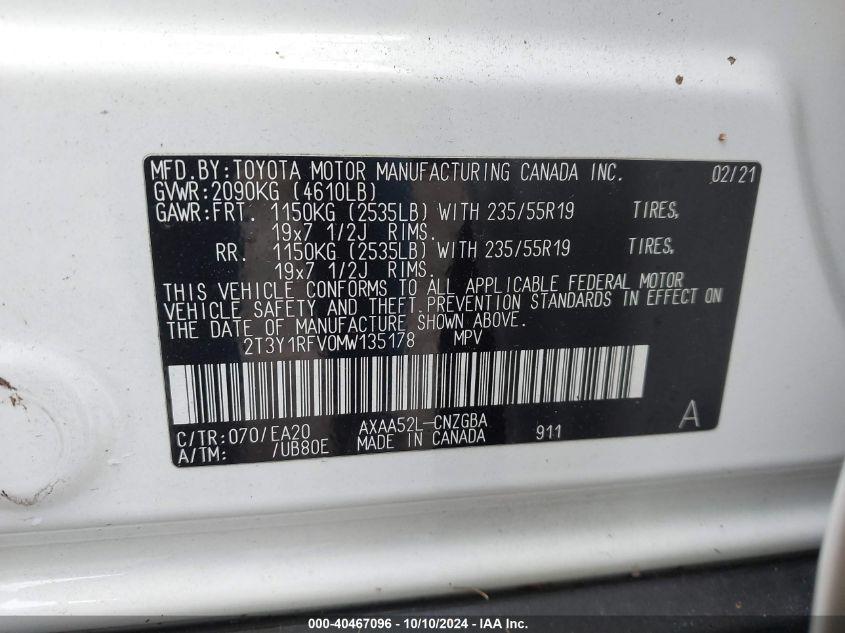 MFD.BY:TOYOTA MOTOR MANUFACTURING CANADA INC. 02/21
GVWR:2090KG (4610LB)
GAWR:FRT. 1150KG (2535LB) WITH 235/55R19 TIRES,
19x7 1/2J RIMS.
RR. 1150KG (2535LB) WITH 235/55R19 TIRES,
19x7 1/2J RIMS.
THIS VEHICLE CONFORMS TO ALL APPLICABLE FEDERAL MOTOR
VEHICLE SAFETY AND THEFT PREVENTION STANDARDS IN EFFECT ON
THE DATE OF MANUFACTURE SHOWN ABOVE.
2T3Y1RFV0MW135178 MPV
C/TR:070/EA20 AXAA52L-CNZGBA A
A/TM: /UB80E MADE IN CANADA 911
000-40467096 - 10/10/2024 - IAA Inc.